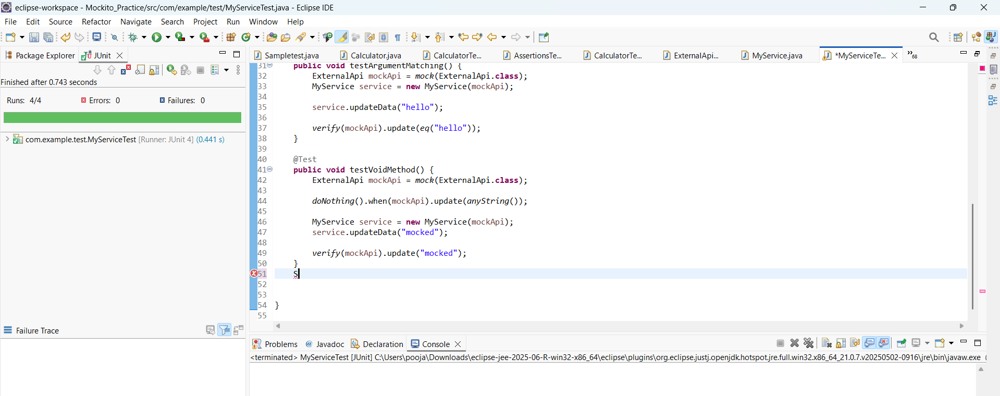 eclipse-workspace - Mockito_Practice/src/com/example/test/MyServiceTest.java - Eclipse IDE
File Edit Source Refactor Navigate Search Project Run Window Help
Package Explorer JUnit
Finished after 0.743 seconds
Runs: 4/4 Errors: 0 Failures: 0
com.example.test.MyServiceTest [Runner: JUnit 4] (0.441 s)
Failure Trace
Sampletest.java Calculator.java CalculatorTe... AssertionsTe... CalculatorTe... ExternalApi... MyService.java *MyServiceTe... »68
31 public void testArgumentMatching() {
32 ExternalApi mockApi = mock(ExternalApi.class);
33 MyService service = new MyService(mockApi);
34
35 service.updateData("hello");
36
37 verify(mockApi).update(eq("hello"));
38 }
39
40 @Test
41 public void testVoidMethod() {
42 ExternalApi mockApi = mock(ExternalApi.class);
43
44 doNothing().when(mockApi).update(anyString());
45
46 MyService service = new MyService(mockApi);
47 service.updateData("mocked");
48
49 verify(mockApi).update("mocked");
50 }
51 S
52
53
54 }
55
Problems @ Javadoc Declaration Console
<terminated> MyServiceTest [JUnit] C:\Users\pooja\Downloads\eclipse-jee-2025-06-R-win32-x86_64\eclipse\plugins\org.eclipse.justj.openjdk.hotspot.jre.full.win32.x86_64_21.0.7.v20250502-0916\jre\bin\javaw.exe (